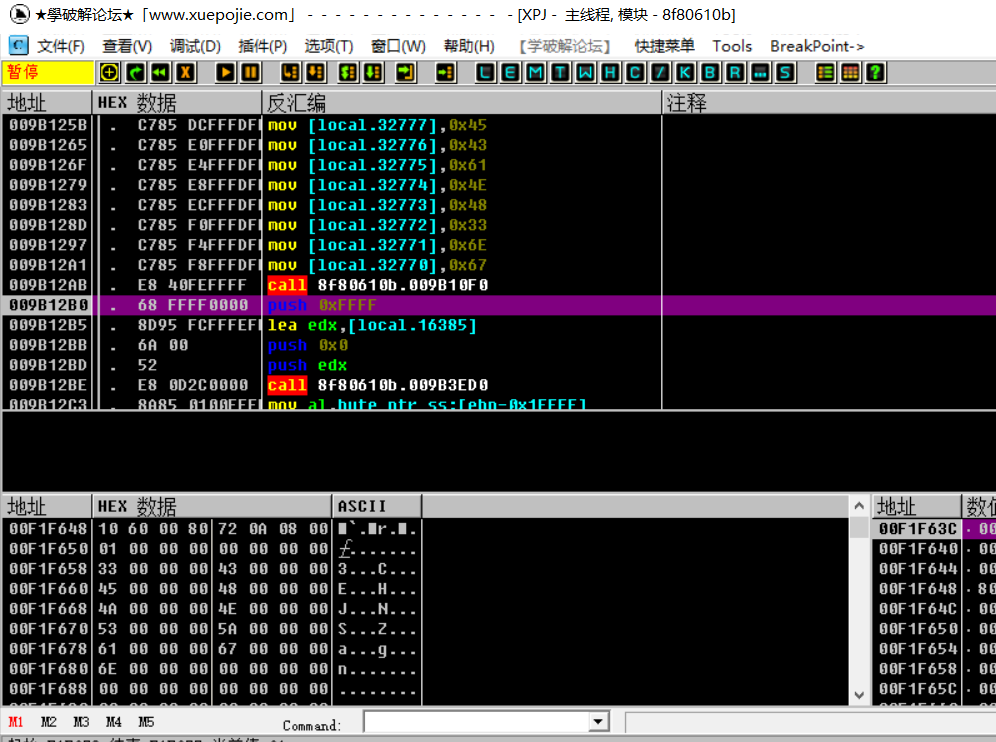 ★學破解论坛★「www.xuepojie.com」 - - - - - - - - - - - - - - - - [XPJ - 主线程, 模块 - 8f80610b]
C 文件(F) 查看(V) 调试(D) 插件(P) 选项(T) 窗口(W) 帮助(H) 【学破解论坛】 快捷菜单 Tools BreakPoint->
暂停 L E M T W H C / K B R ... S ?
地址 HEX 数据 反汇编 注释
009B125B . C785 DCFFFDF mov [local.32777],0x45
009B1265 . C785 E0FFFDF mov [local.32776],0x43
009B126F . C785 E4FFFDF mov [local.32775],0x61
009B1279 . C785 E8FFFDF mov [local.32774],0x4E
009B1283 . C785 ECFFFDF mov [local.32773],0x48
009B128D . C785 F0FFFDF mov [local.32772],0x33
009B1297 . C785 F4FFFDF mov [local.32771],0x6E
009B12A1 . C785 F8FFFDF mov [local.32770],0x67
009B12AB . E8 40FEFFFF call 8f80610b.009B10F0
009B12B0 . 68 FFFF0000 push 0xFFFF
009B12B5 . 8D95 FCFFFEF lea edx,[local.16385]
009B12BB . 6A 00 push 0x0
009B12BD . 52 push edx
009B12BE . E8 0D2C0000 call 8f80610b.009B3ED0
009B12C3 . 8A85 0100FFF mov al,byte ptr ss:[ebp-0x1FFFF]
地址 HEX 数据 ASCII 地址 数值
00F1F648 10 60 00 80 72 0A 08 00 `.r. 00F1F63C . 00
00F1F650 01 00 00 00 00 00 00 00 ....... 00F1F640 . 00
00F1F658 33 00 00 00 43 00 00 00 3...C... 00F1F644 . 00
00F1F660 45 00 00 00 48 00 00 00 E...H... 00F1F648 . 80
00F1F668 4A 00 00 00 4E 00 00 00 J...N... 00F1F64C . 00
00F1F670 53 00 00 00 5A 00 00 00 S...Z... 00F1F650 . 00
00F1F678 61 00 00 00 67 00 00 00 a...g... 00F1F654 . 00
00F1F680 6E 00 00 00 00 00 00 00 n....... 00F1F658 . 00
00F1F688 00 00 00 00 00 00 00 00 ........ 00F1F65C . 00
M1 M2 M3 M4 M5 Command: